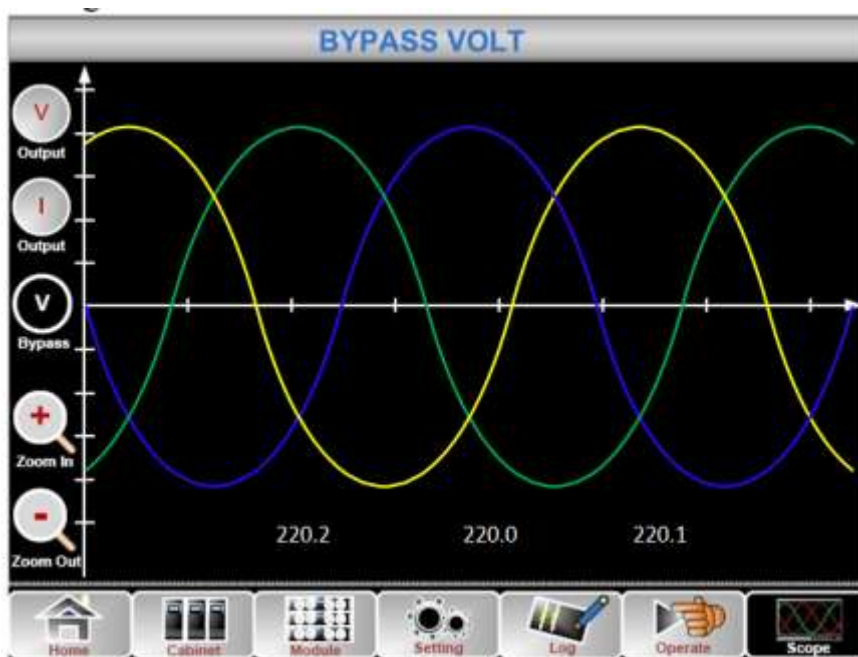 BYPASS VOLT
V
Output
I
Output
V
Bypass
+
Zoom In
-
Zoom Out
220.2 220.0 220.1
Home Cabinet Module Setting Log Operate Scope